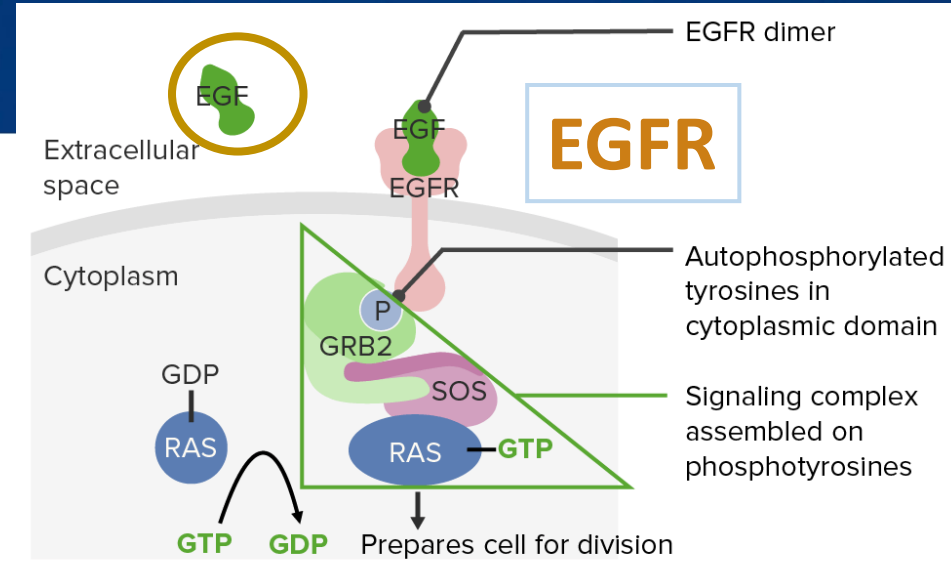 EGFR dimer
EGF
EGF
EGFR
EGFR
Extracellular
space
Cytoplasm
Autophosphorylated
tyrosines in
cytoplasmic domain
P
GRB2
GDP
RAS
SOS
Signaling complex
assembled on
phosphotyrosines
RAS
GTP
GTP
GDP
Prepares cell for division